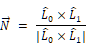 N⃗ = (L̂₀ × L̂₁) / |L̂₀ × L̂₁|